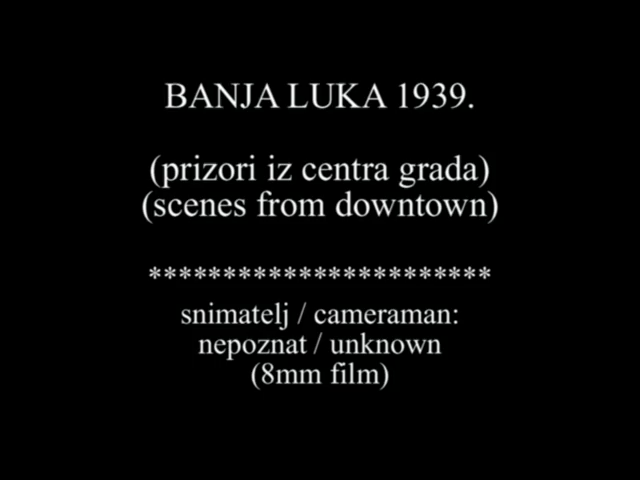 BANJA LUKA 1939.
(prizori iz centra grada)
(scenes from downtown)
***********************
snimatelj / cameraman:
nepoznat / unknown
(8mm film)